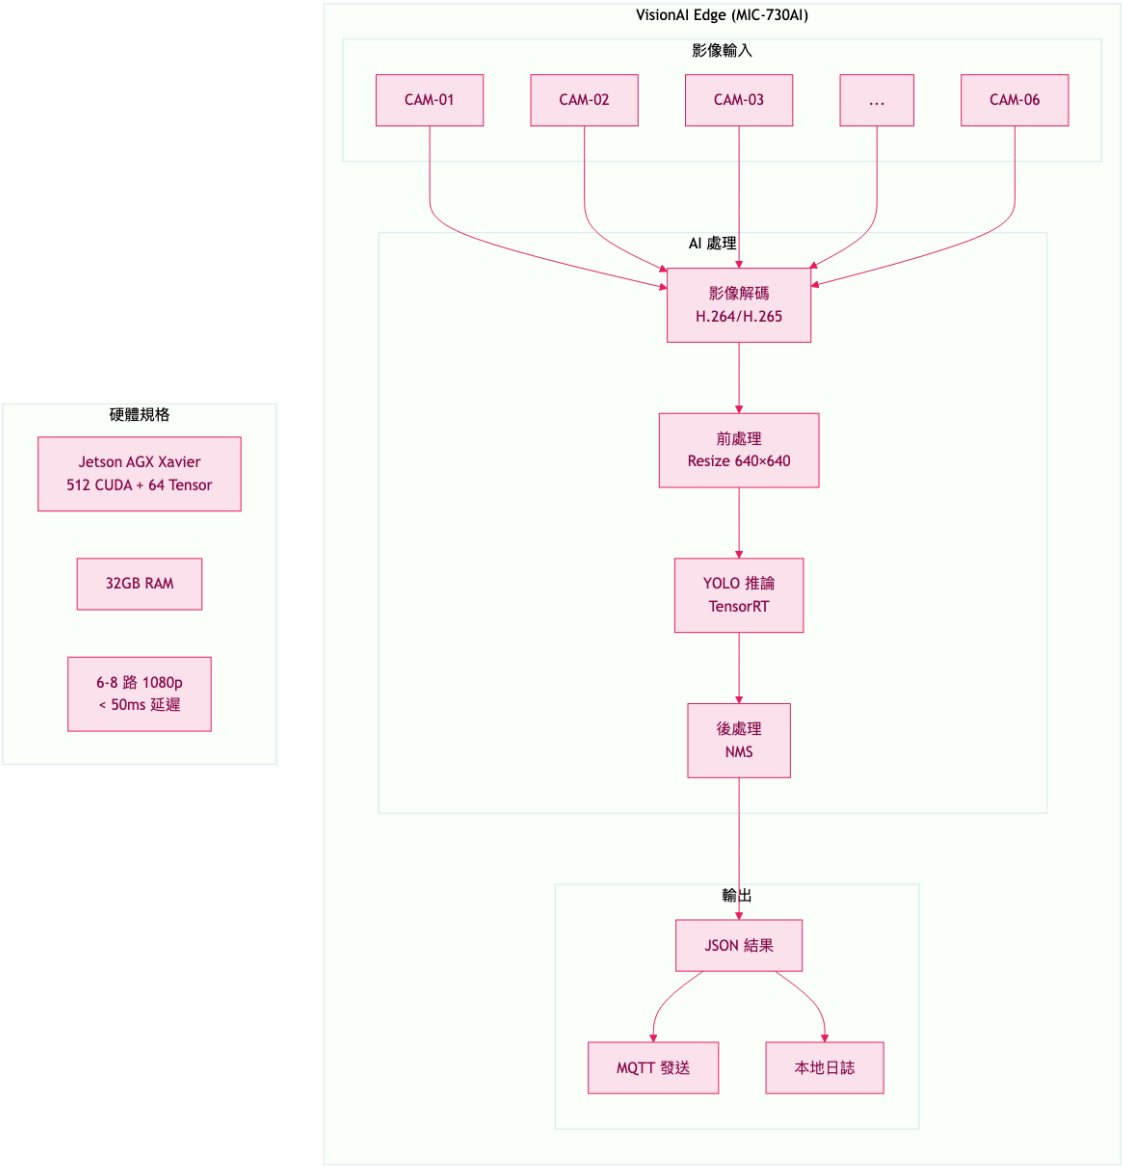 VisionAI Edge (MIC-730AI)
影像輸入
CAM-01
CAM-02
CAM-03
...
CAM-06
AI 處理
影像解碼
H.264/H.265
前處理
Resize 640×640
YOLO 推論
TensorRT
後處理
NMS
輸出
JSON 結果
MQTT 發送
本地日誌
硬體規格
Jetson AGX Xavier
512 CUDA + 64 Tensor
32GB RAM
6-8 路 1080p
< 50ms 延遲